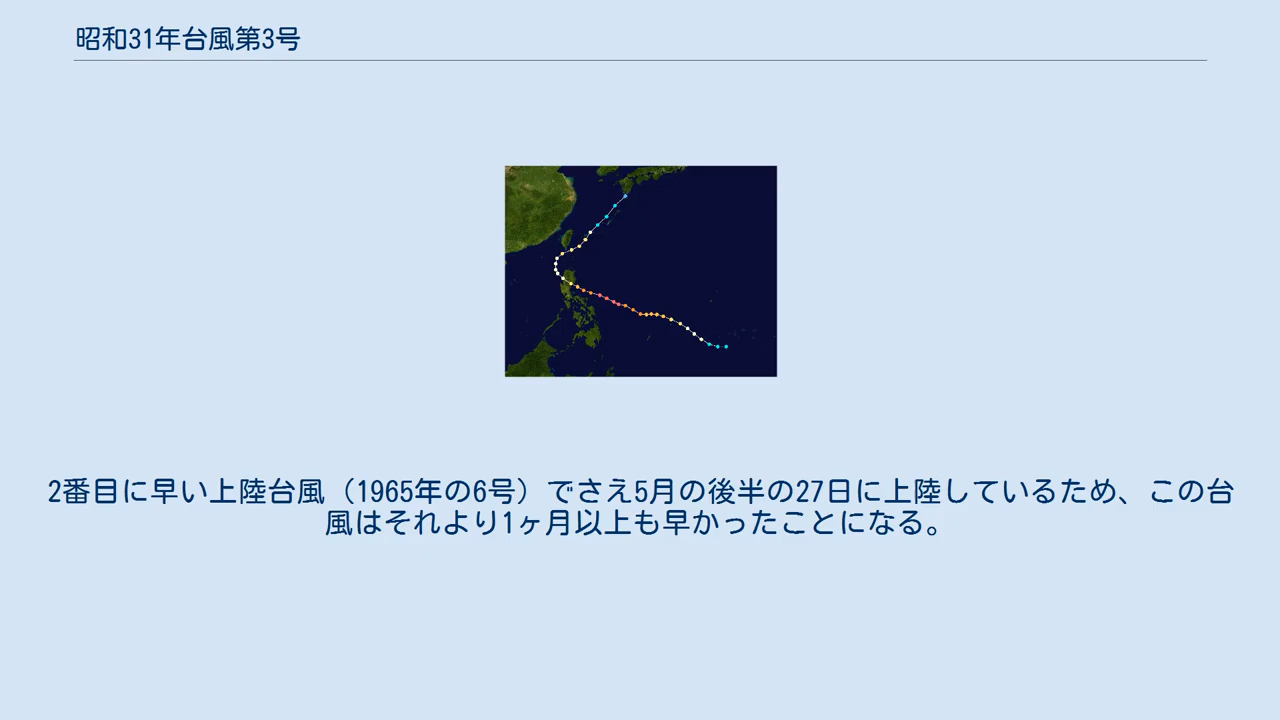 昭和31年台風第3号
2番目に早い上陸台風（1965年の6号）でさえ5月の後半の27日に上陸しているため、この台
風はそれより1ヶ月以上も早かったことになる。